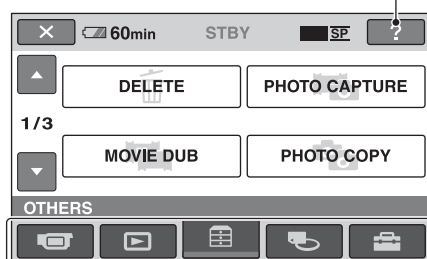 60min STBY SP ?
DELETE PHOTO CAPTURE
1/3
MOVIE DUB PHOTO COPY
OTHERS